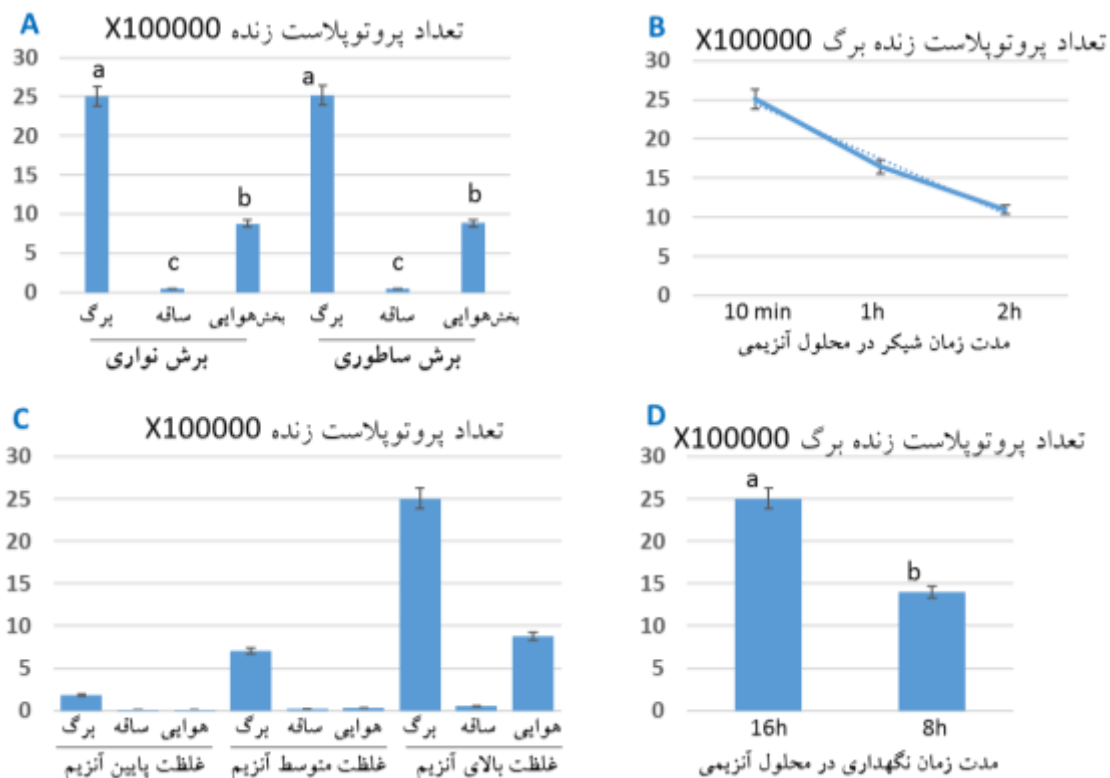 A
تعداد پروتوپلاست زنده X100000
30
25
20
15
10
5
0
a
c
b
a
c
b
برگ ساقه بخش‌هوایی برگ ساقه بخش‌هوایی
برش نواری برش ساطوری
B
تعداد پروتوپلاست زنده برگ X100000
30
25
20
15
10
5
0
10 min 1h 2h
مدت زمان شیکر در محلول آنزیمی
C
تعداد پروتوپلاست زنده X100000
30
25
20
15
10
5
0
برگ ساقه هوایی برگ ساقه هوایی برگ ساقه هوایی
غلظت پایین آنزیم غلظت متوسط آنزیم غلظت بالای آنزیم
D
تعداد پروتوپلاست زنده برگ X100000
30
25
20
15
10
5
0
a
b
16h 8h
مدت زمان نگهداری در محلول آنزیمی